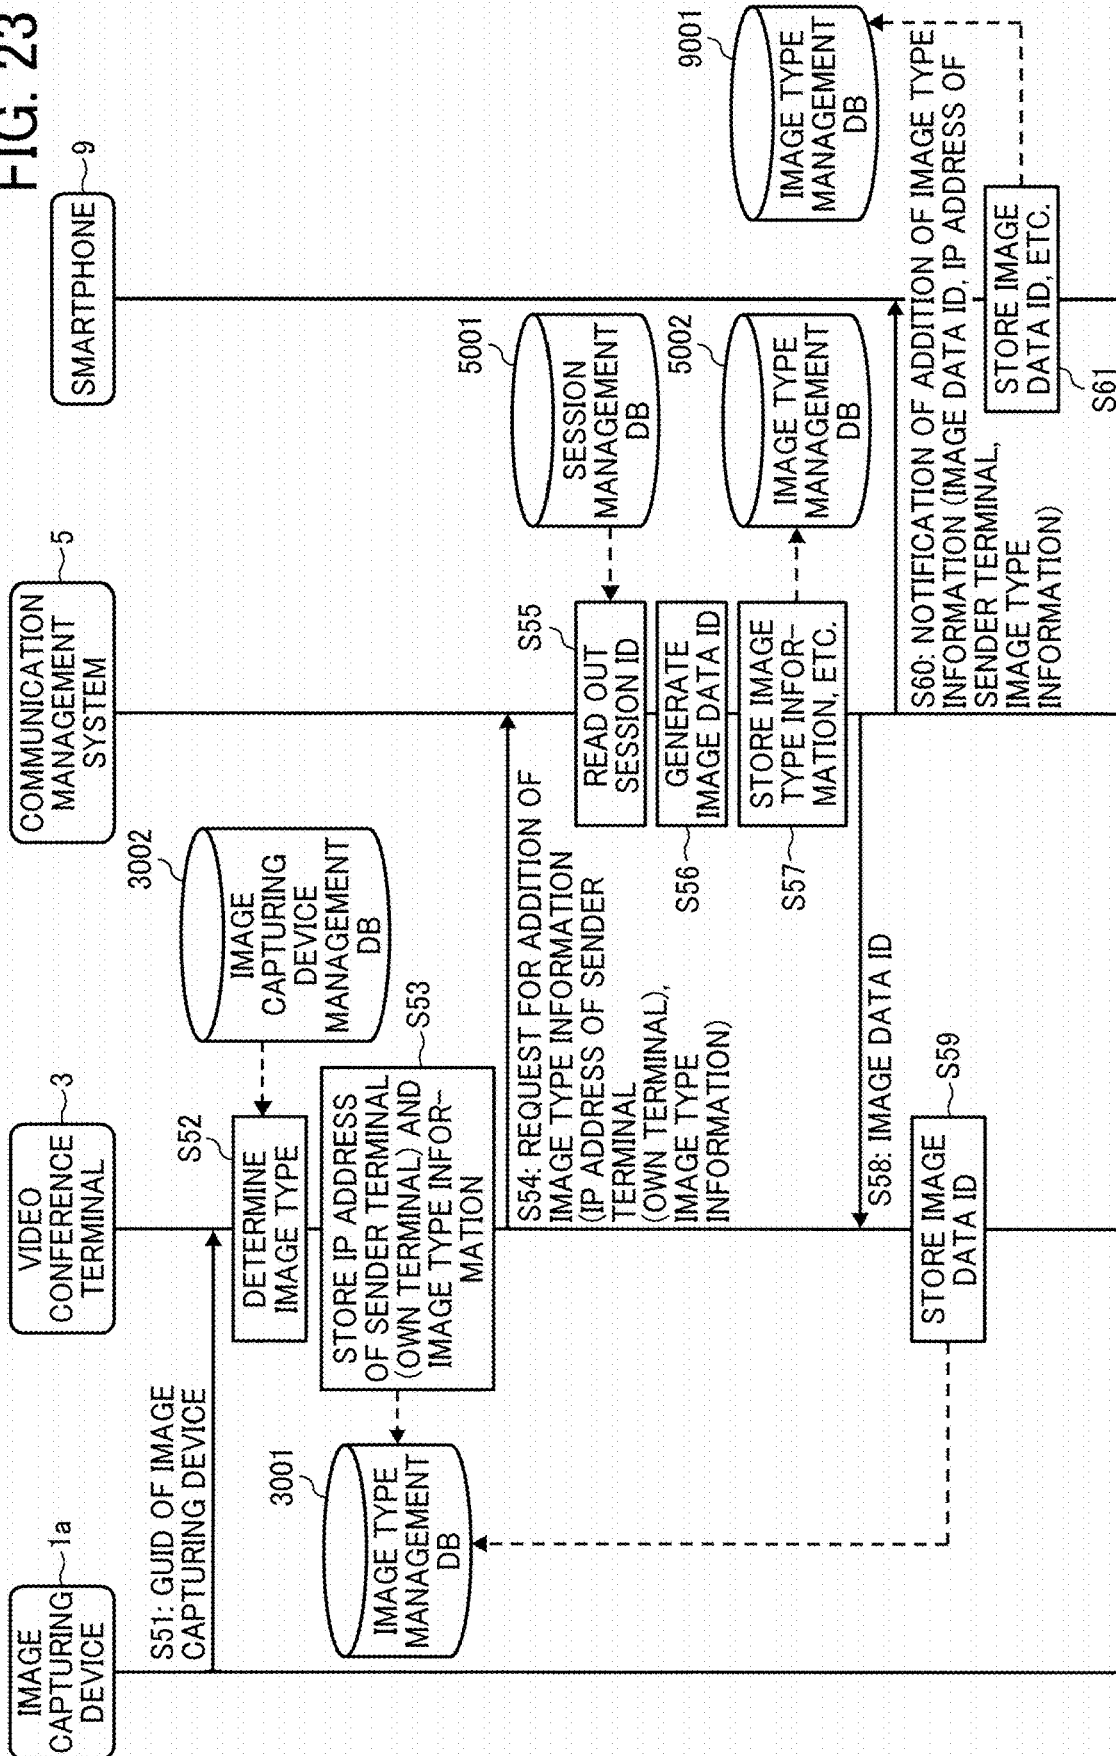 FIG. 23
IMAGE
CAPTURING
DEVICE
1a
VIDEO
CONFERENCE
TERMINAL
3
COMMUNICATION
MANAGEMENT
SYSTEM
5
SMARTPHONE
9
S51: GUID OF IMAGE
CAPTURING DEVICE
3002
IMAGE
CAPTURING
DEVICE
MANAGEMENT
DB
S52
DETERMINE
IMAGE TYPE
S53
STORE IP ADDRESS
OF SENDER TERMINAL
(OWN TERMINAL) AND
IMAGE TYPE INFOR-
MATION
3001
IMAGE TYPE
MANAGEMENT
DB
S54: REQUEST FOR ADDITION OF
IMAGE TYPE INFORMATION
(IP ADDRESS OF SENDER
TERMINAL
(OWN TERMINAL),
IMAGE TYPE
INFORMATION)
5001
SESSION
MANAGEMENT
DB
S55
READ OUT
SESSION ID
S56
GENERATE
IMAGE DATA ID
S57
STORE IMAGE
TYPE INFOR-
MATION, ETC.
5002
IMAGE TYPE
MANAGEMENT
DB
S58: IMAGE DATA ID
S59
STORE IMAGE
DATA ID
S60: NOTIFICATION OF ADDITION OF IMAGE TYPE
INFORMATION (IMAGE DATA ID, IP ADDRESS OF
SENDER TERMINAL,
IMAGE TYPE
INFORMATION)
9001
IMAGE TYPE
MANAGEMENT
DB
STORE IMAGE
DATA ID, ETC.
S61